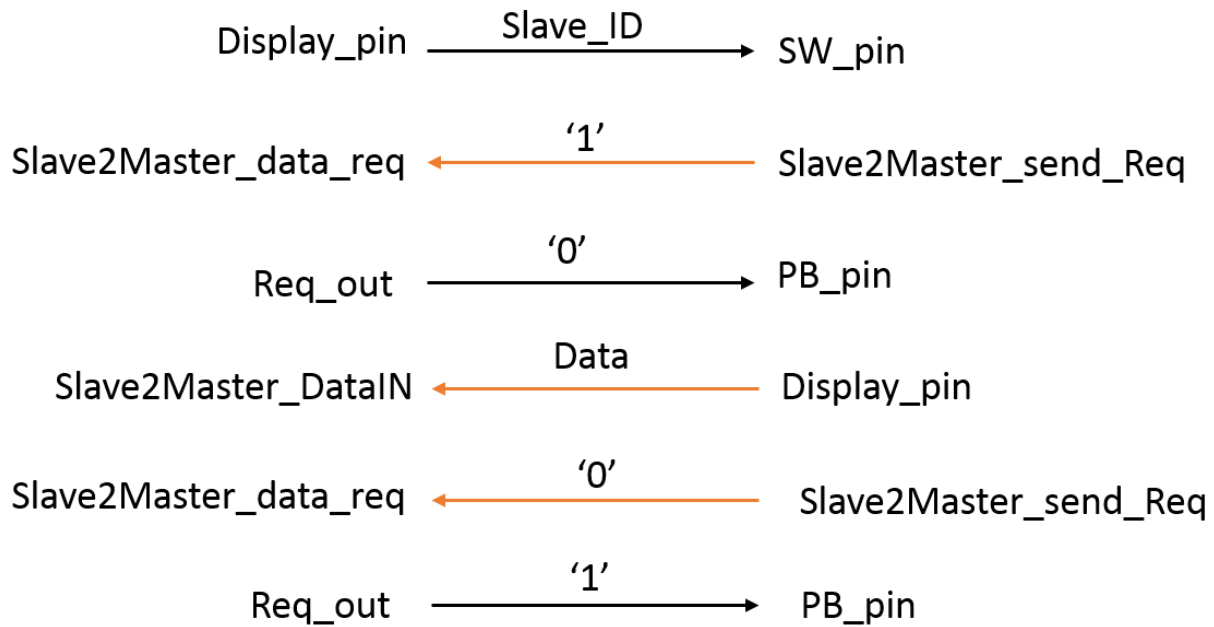 Display_pin Slave_ID SW_pin
Slave2Master_data_req ‘1’ Slave2Master_send_Req
Req_out ‘0’ PB_pin
Slave2Master_DataIN Data Display_pin
Slave2Master_data_req ‘0’ Slave2Master_send_Req
Req_out ‘1’ PB_pin